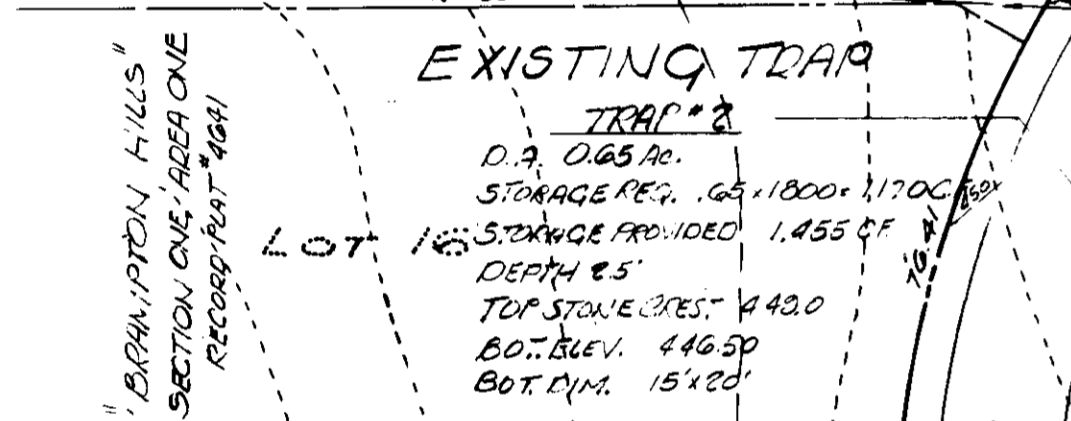 "BRAMPTON HILLS"
SECTION ONE, AREA ONE
RECORD PLAT #4641
LOT 16
EXISTING TRAP
TRAP #2
D.A. 0.65 AC.
STORAGE REQ. .65 x 1800 = 1,170 C.
STORAGE PROVIDED 1,455 CF
DEPTH 2.5'
TOP STONE CREST 449.0
BOT. ELEV. 446.50
BOT. DIM. 15'x20'
76.41